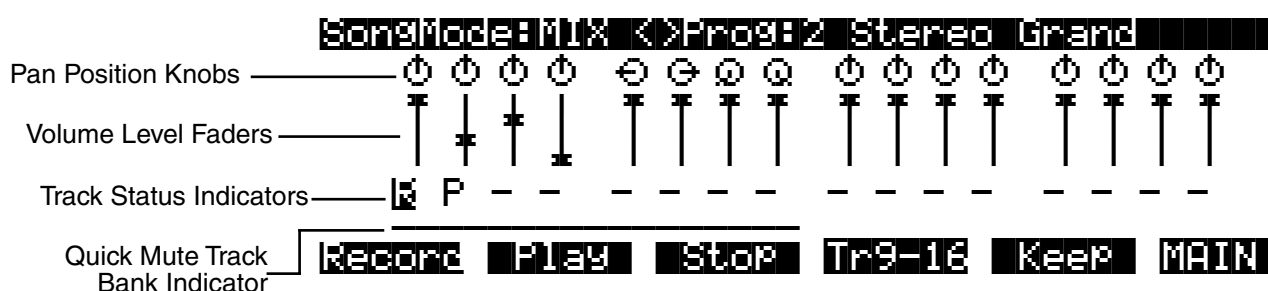 SongMode:MIX <>Prog:2 Stereo Grand
Pan Position Knobs
Volume Level Faders
Track Status Indicators
R P – – – – – – – – – – – – – –
Quick Mute Track
Bank Indicator
Record Play Stop Tr9-16 Keep MAIN